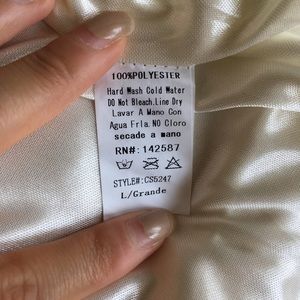 100%POLYESTER
Hard Wash Cold Water
DO Not Bleach.Line Dry
Lavar A Mano Con
Agua Fria.NO Cloro
secade a mano
RN#: 142587
STYLE#:CS5247
L/Grande